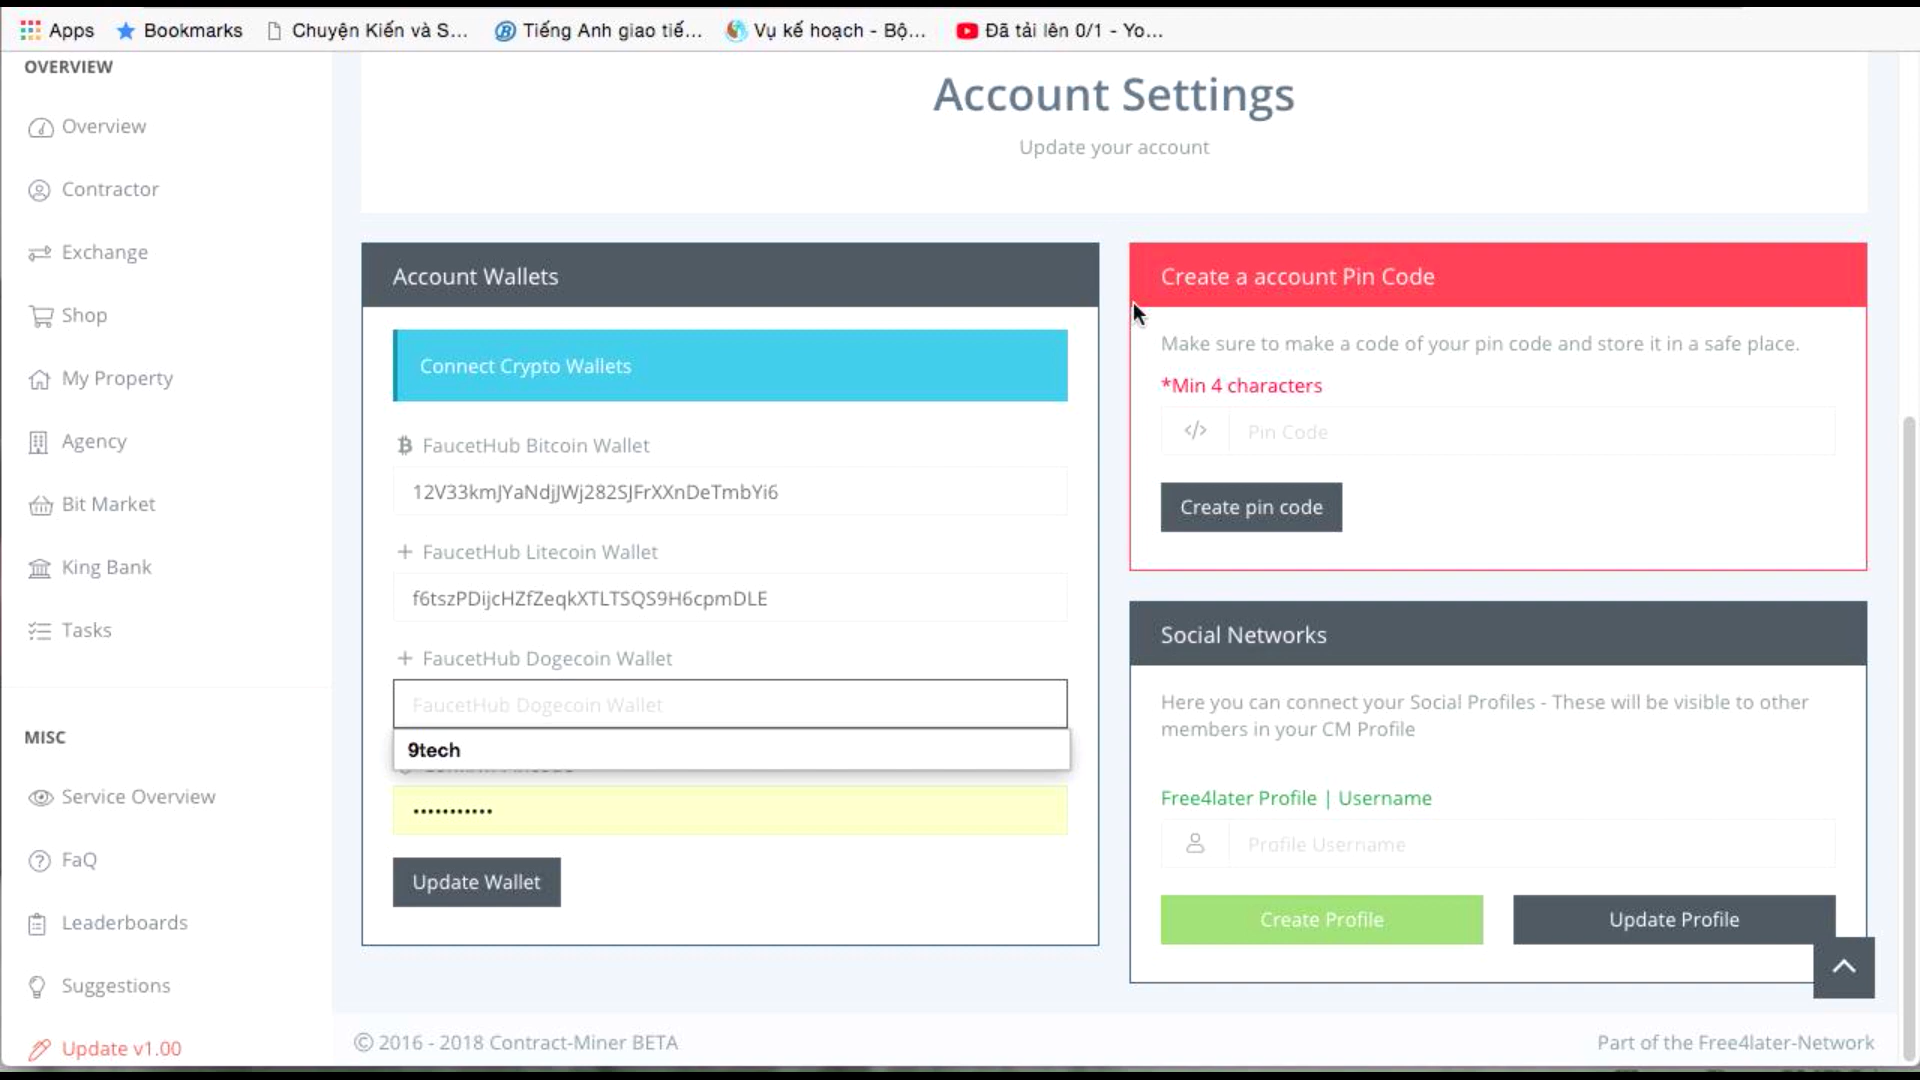 Apps Bookmarks Chuyện Kiến và S... Tiếng Anh giao tiế... Vụ kế hoạch - Bộ... Đã tải lên 0/1 - Yo...
OVERVIEW
Overview
Contractor
Exchange
Shop
My Property
Agency
Bit Market
King Bank
Tasks
MISC
Service Overview
FaQ
Leaderboards
Suggestions
Update v1.00
Account Settings
Update your account
Account Wallets
Connect Crypto Wallets
FaucetHub Bitcoin Wallet
12V33kmJYaNdjJWj282SJFrXXnDeTmbYi6
FaucetHub Litecoin Wallet
f6tszPDijcHZfZeqkXTLTSQS9H6cpmDLE
FaucetHub Dogecoin Wallet
FaucetHub Dogecoin Wallet
9tech
•••••••••••
Update Wallet
Create a account Pin Code
Make sure to make a code of your pin code and store it in a safe place.
*Min 4 characters
</> Pin Code
Create pin code
Social Networks
Here you can connect your Social Profiles - These will be visible to other
members in your CM Profile
Free4later Profile | Username
Profile Username
Create Profile Update Profile
© 2016 - 2018 Contract-Miner BETA
Part of the Free4later-Network